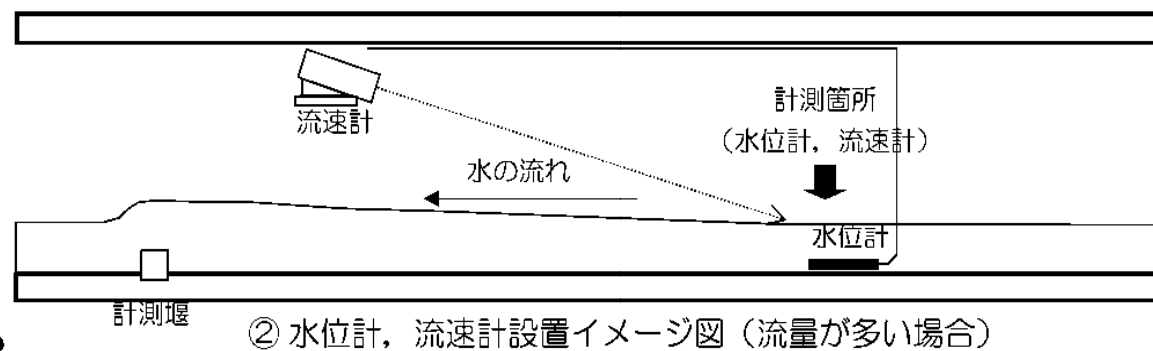 流速計
計測箇所
（水位計，流速計）
水の流れ
水位計
計測堰
② 水位計，流速計設置イメージ図（流量が多い場合）